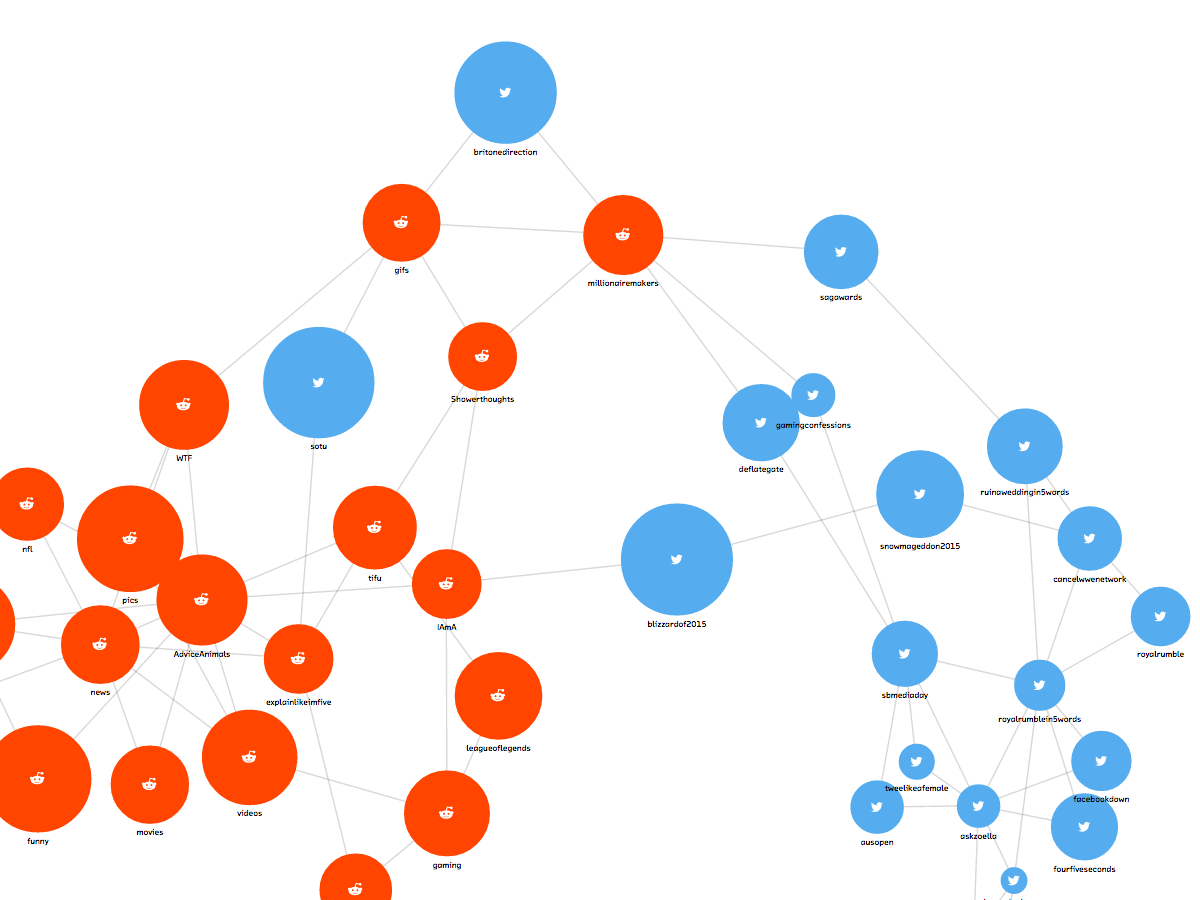 britonedirection
gifs
millionairemakers
sagawards
Showerthoughts
gamingconfessions
sotu
WTF
deflategate
ruinaweddingin5words
snowmageddon2015
nfl
tifu
cancelwwenetwork
pics
blizzardof2015
IAmA
AdviceAnimals
royalrumble
news
sbmediaday
explainlikeimfive
royalrumblein5words
leagueoflegends
tweelikeafemale
facebookdown
videos
movies
askzoella
funny
ausopen
gaming
fourfiveseconds